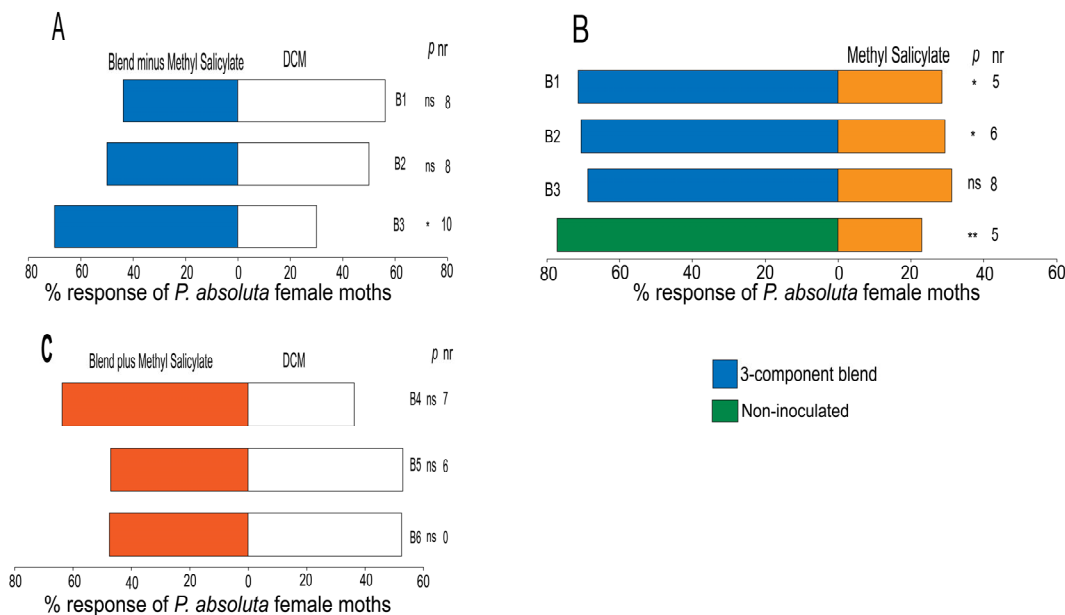 A
Blend minus Methyl Salicylate DCM p nr
B1 ns 8
B2 ns 8
B3 * 10
80 60 40 20 0 20 40 60 80
% response of P. absoluta female moths
B
Methyl Salicylate p nr
B1 * 5
B2 * 6
B3 ns 8
** 5
80 60 40 20 0 20 40 60
% response of P. absoluta female moths
C
Blend plus Methyl Salicylate DCM p nr
B4 ns 7
B5 ns 6
B6 ns 0
80 60 40 20 0 20 40 60
% response of P. absoluta female moths
3-component blend
Non-inoculated